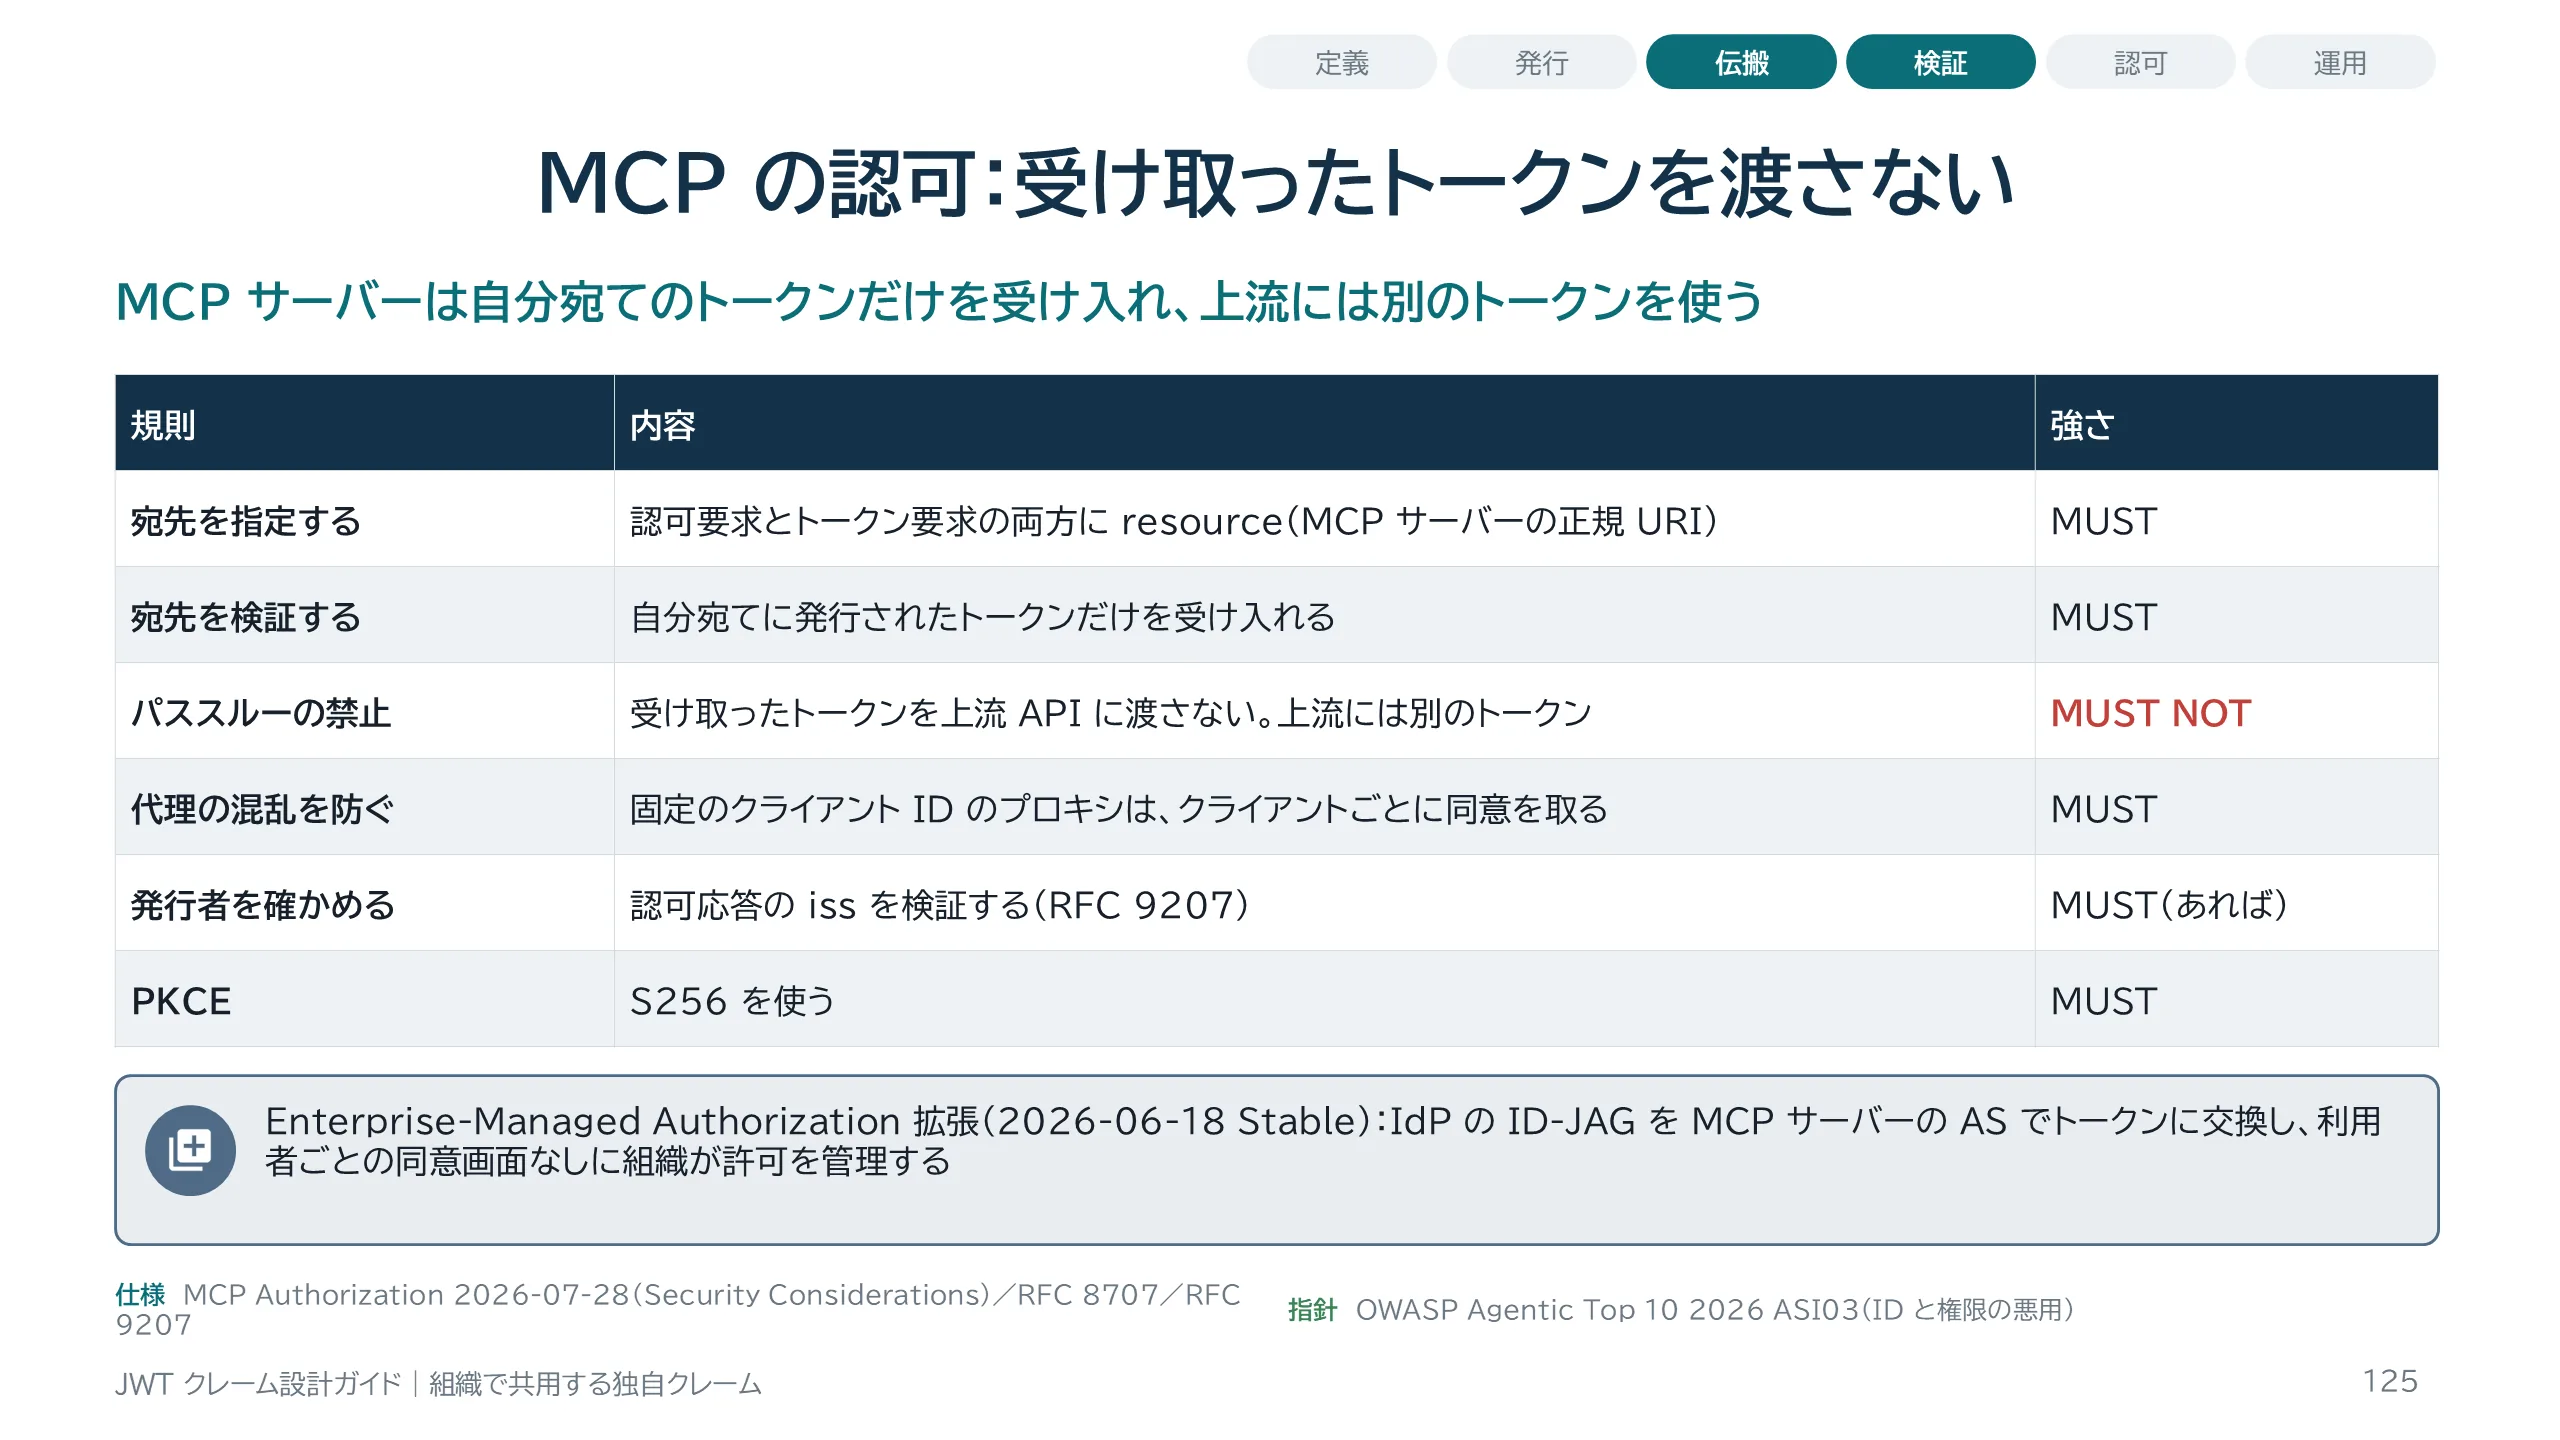 定義
発行
伝搬
検証
認可
運用
MCP の認可：受け取ったトークンを渡さない
MCP サーバーは自分宛てのトークンだけを受け入れ、上流には別のトークンを使う
規則 内容 強さ
宛先を指定する 認可要求とトークン要求の両方に resource（MCP サーバーの正規 URI） MUST
宛先を検証する 自分宛てに発行されたトークンだけを受け入れる MUST
パススルーの禁止 受け取ったトークンを上流 API に渡さない。上流には別のトークン MUST NOT
代理の混乱を防ぐ 固定のクライアント ID のプロキシは、クライアントごとに同意を取る MUST
発行者を確かめる 認可応答の iss を検証する（RFC 9207） MUST（あれば）
PKCE S256 を使う MUST
Enterprise-Managed Authorization 拡張（2026-06-18 Stable）：IdP の ID-JAG を MCP サーバーの AS でトークンに交換し、利用
者ごとの同意画面なしに組織が許可を管理する
仕様 MCP Authorization 2026-07-28（Security Considerations）／RFC 8707／RFC
9207
指針 OWASP Agentic Top 10 2026 ASI03（ID と権限の悪用）
JWT クレーム設計ガイド｜組織で共用する独自クレーム
125